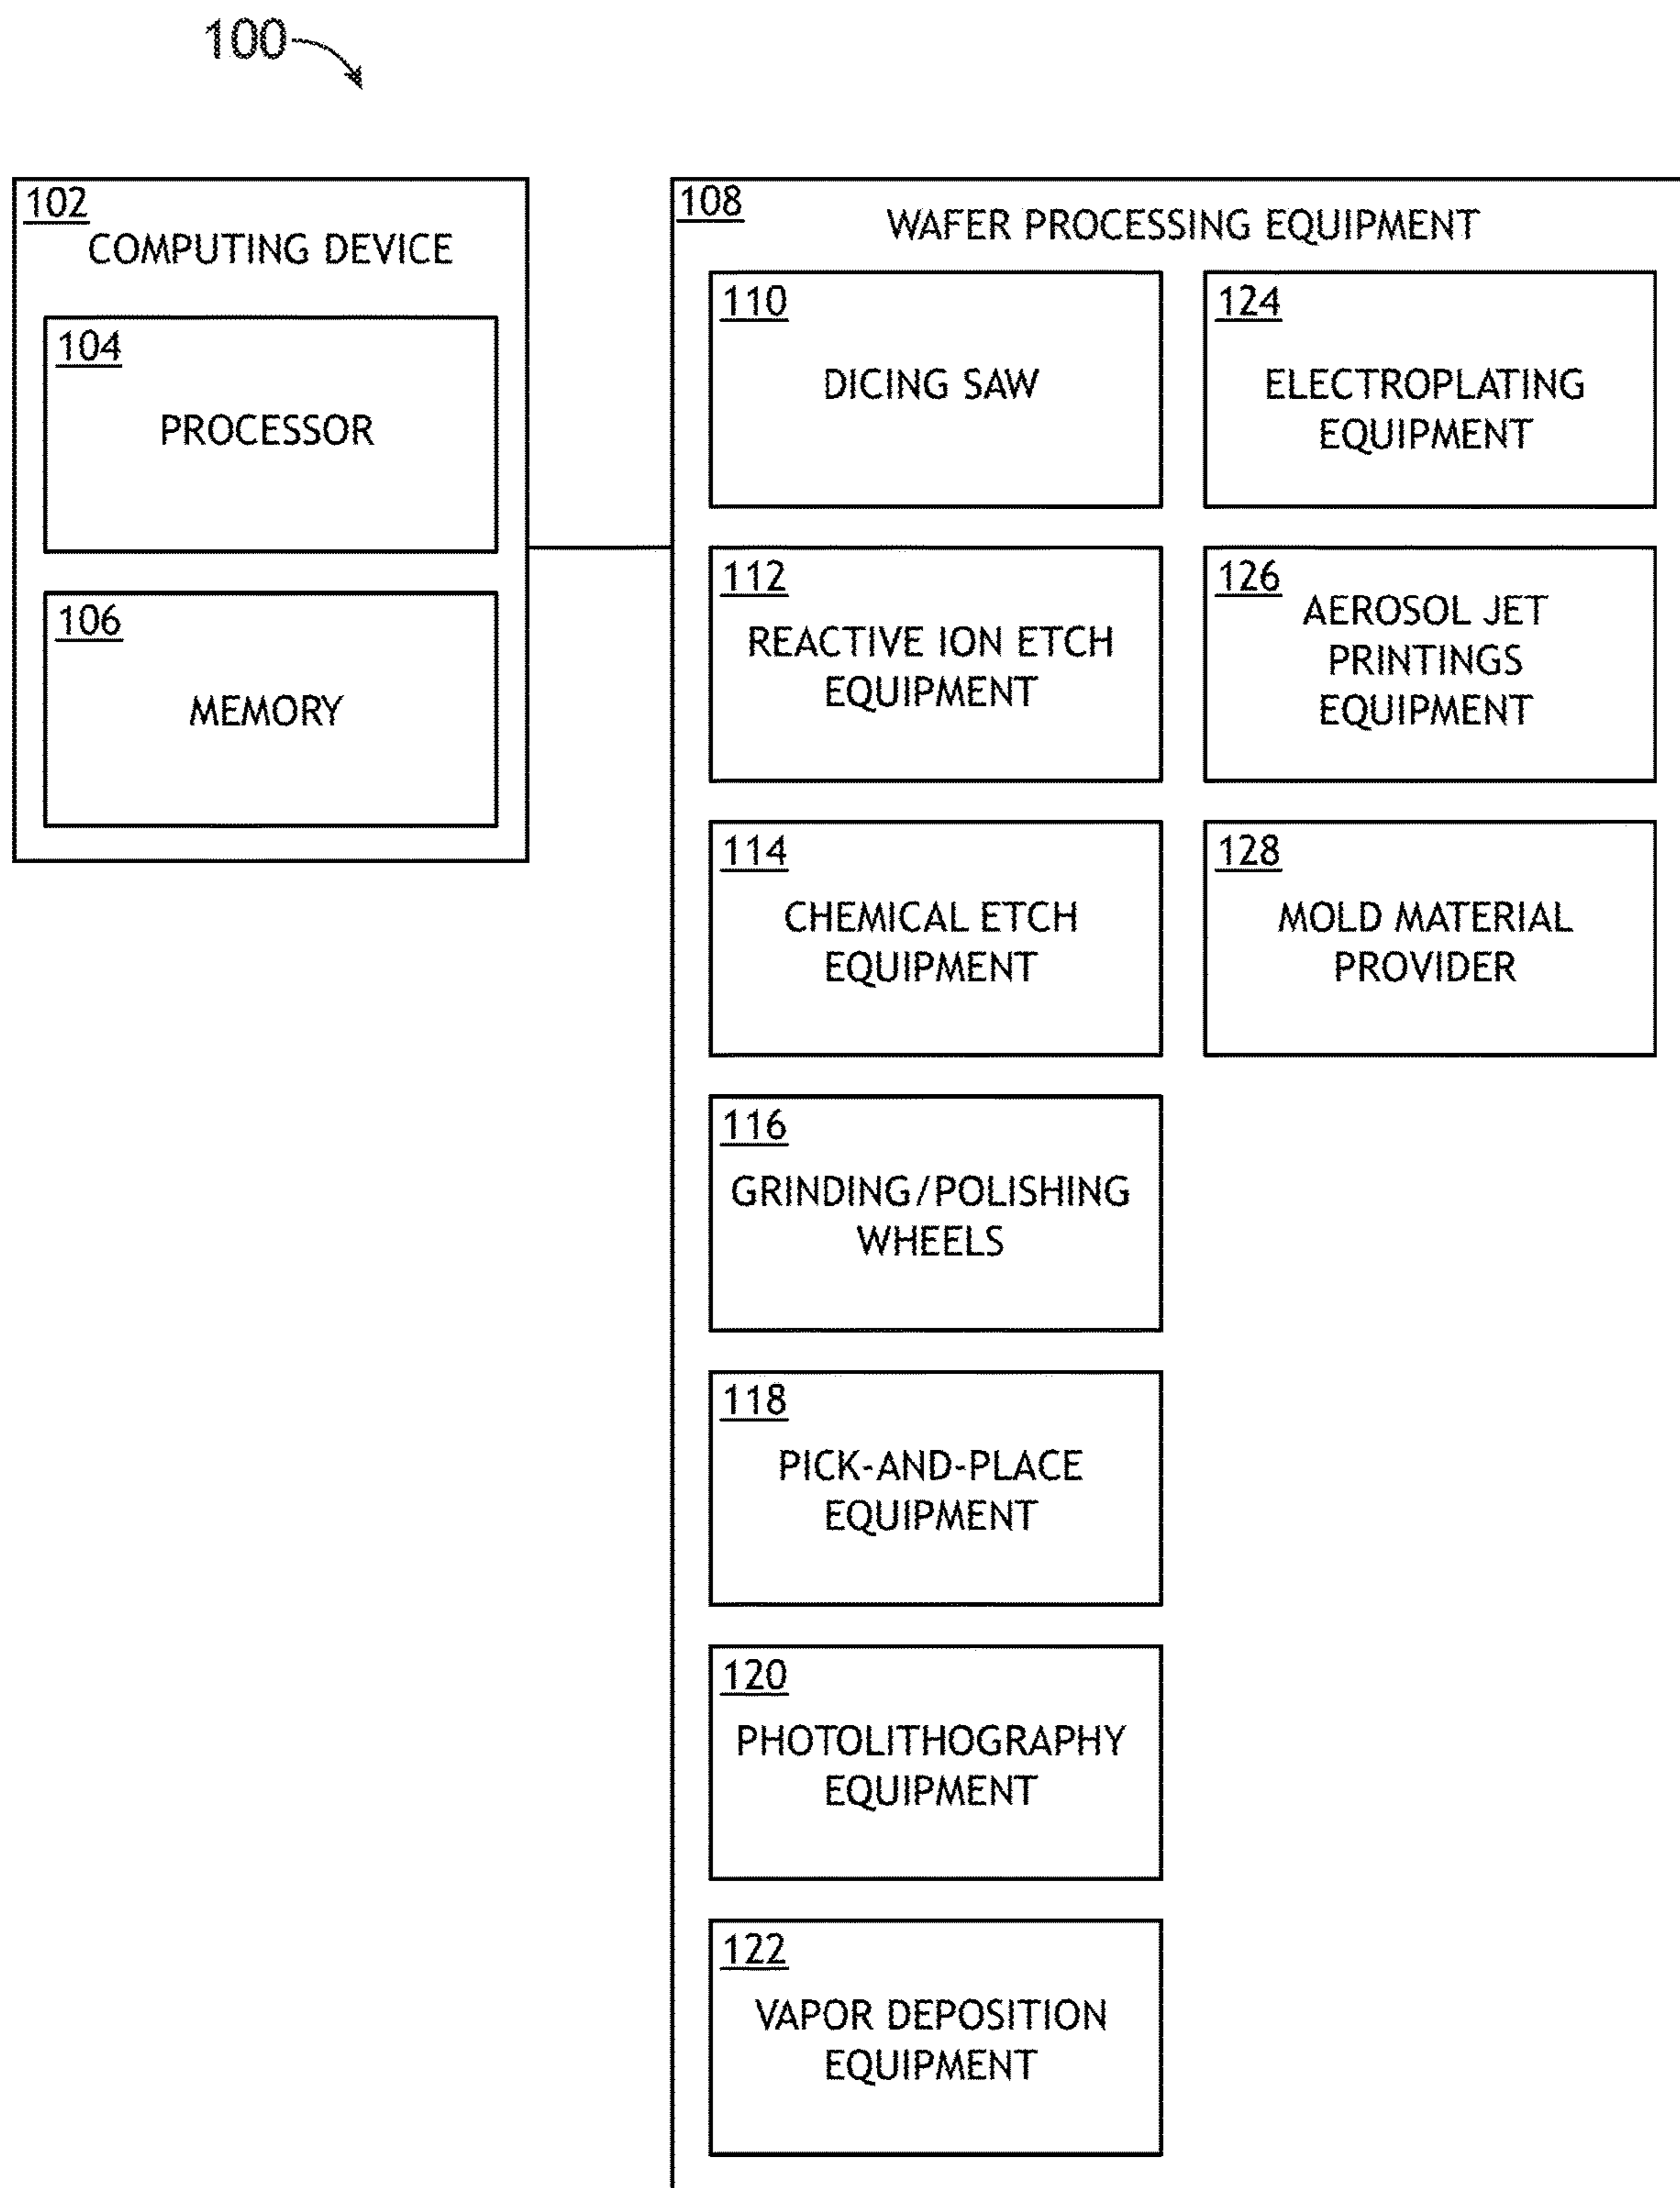 100
102
COMPUTING DEVICE
104
PROCESSOR
106
MEMORY
108
WAFER PROCESSING EQUIPMENT
110
DICING SAW
112
REACTIVE ION ETCH
EQUIPMENT
114
CHEMICAL ETCH
EQUIPMENT
116
GRINDING/POLISHING
WHEELS
118
PICK-AND-PLACE
EQUIPMENT
120
PHOTOLITHOGRAPHY
EQUIPMENT
122
VAPOR DEPOSITION
EQUIPMENT
124
ELECTROPLATING
EQUIPMENT
126
AEROSOL JET
PRINTINGS
EQUIPMENT
128
MOLD MATERIAL
PROVIDER